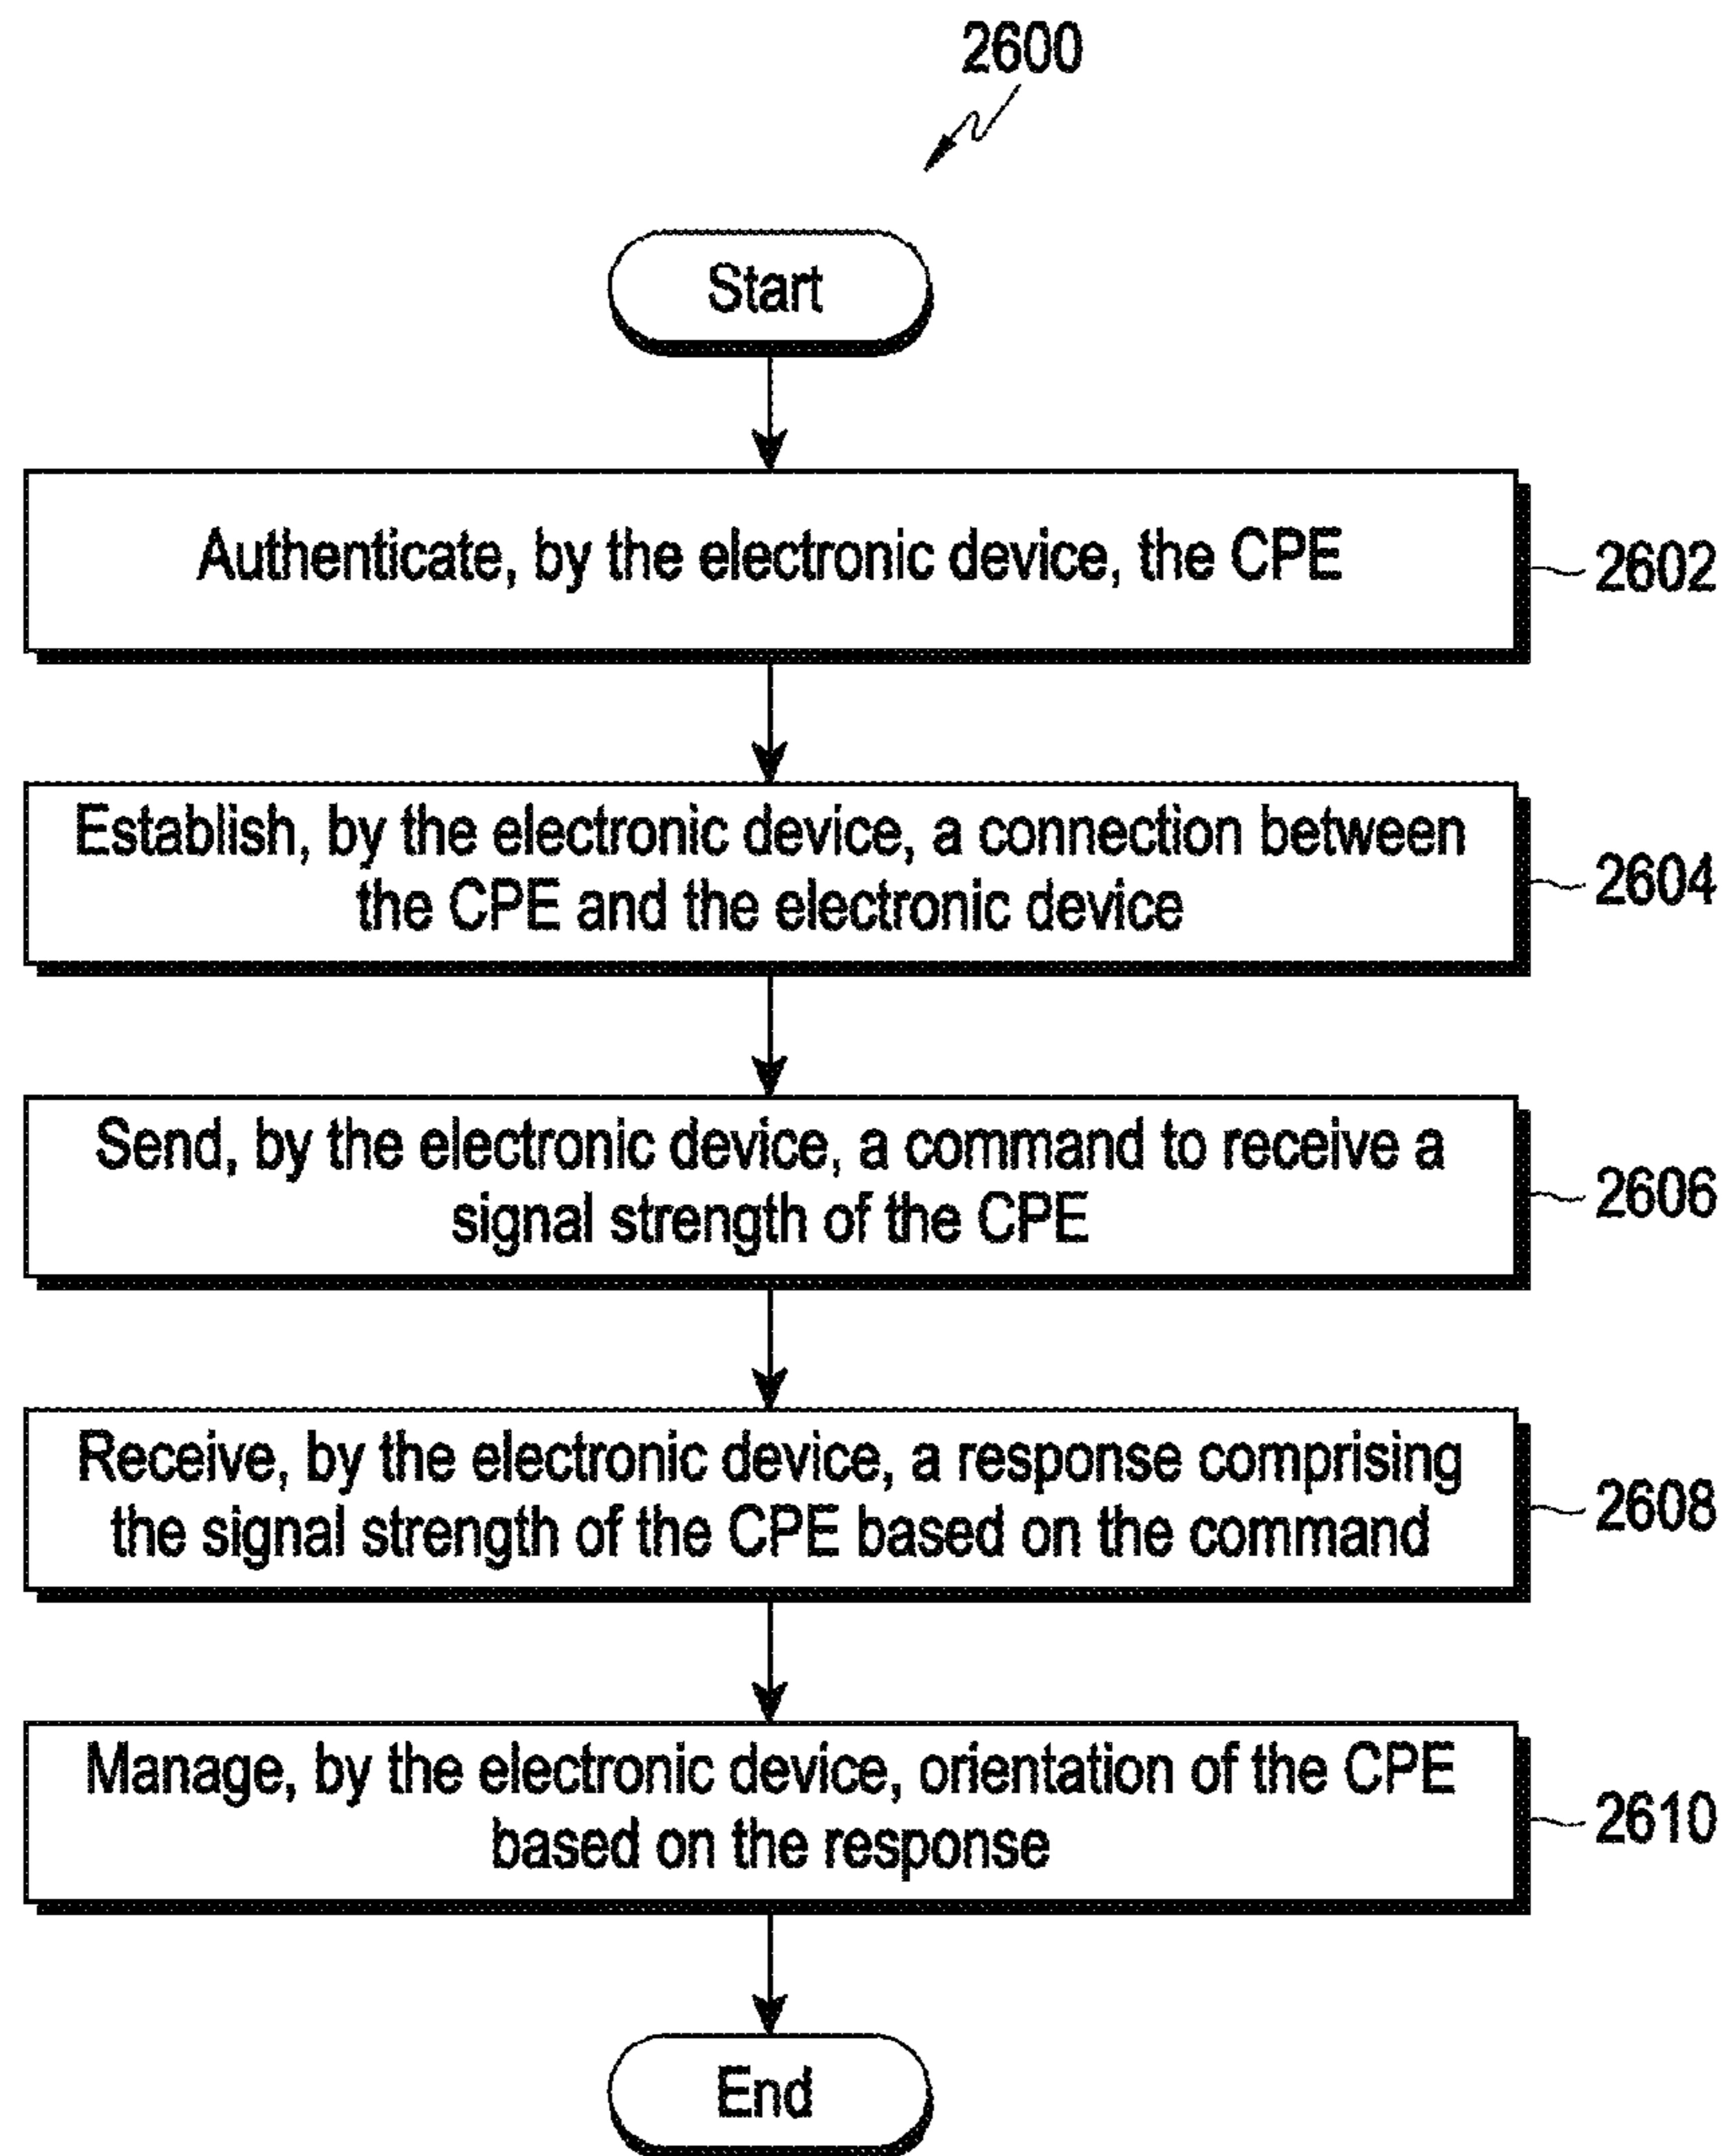 2600
Start
Authenticate, by the electronic device, the CPE
2602
Establish, by the electronic device, a connection between
the CPE and the electronic device
2604
Send, by the electronic device, a command to receive a
signal strength of the CPE
2606
Receive, by the electronic device, a response comprising
the signal strength of the CPE based on the command
2608
Manage, by the electronic device, orientation of the CPE
based on the response
2610
End